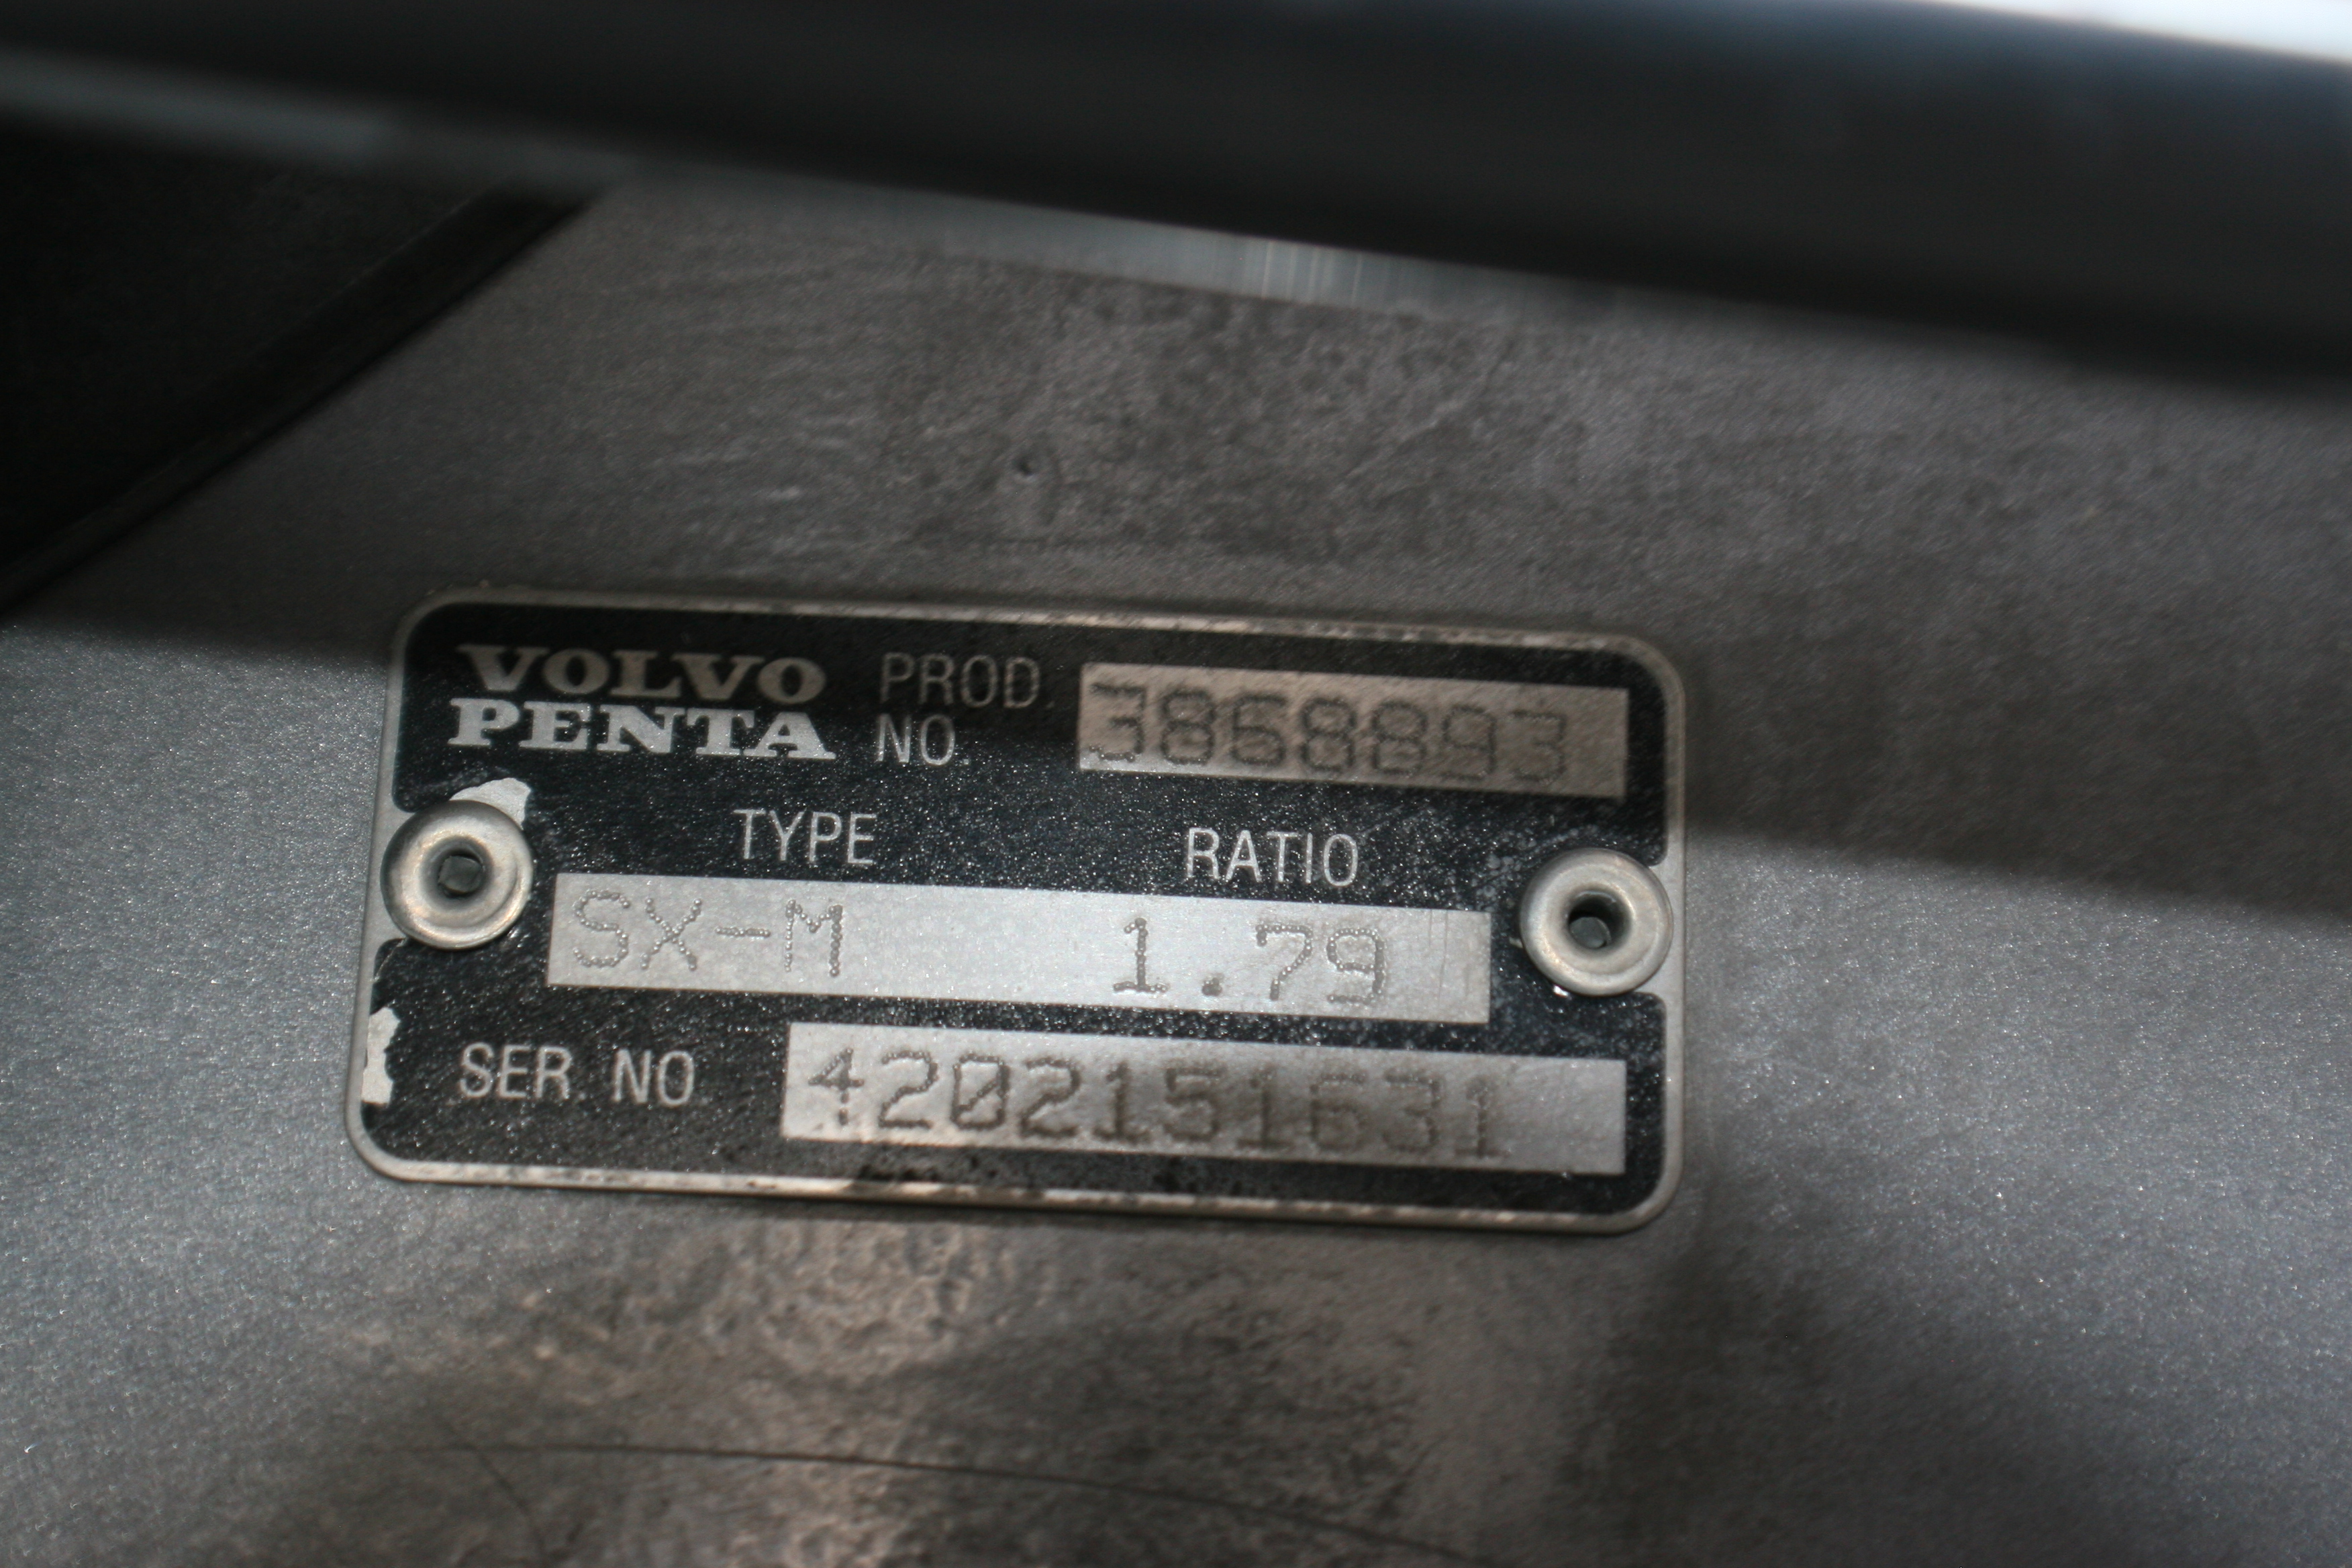 VOLVO PENTA PROD. NO. 3868893
TYPE RATIO
SX-M 1.79
SER. NO 4202151631